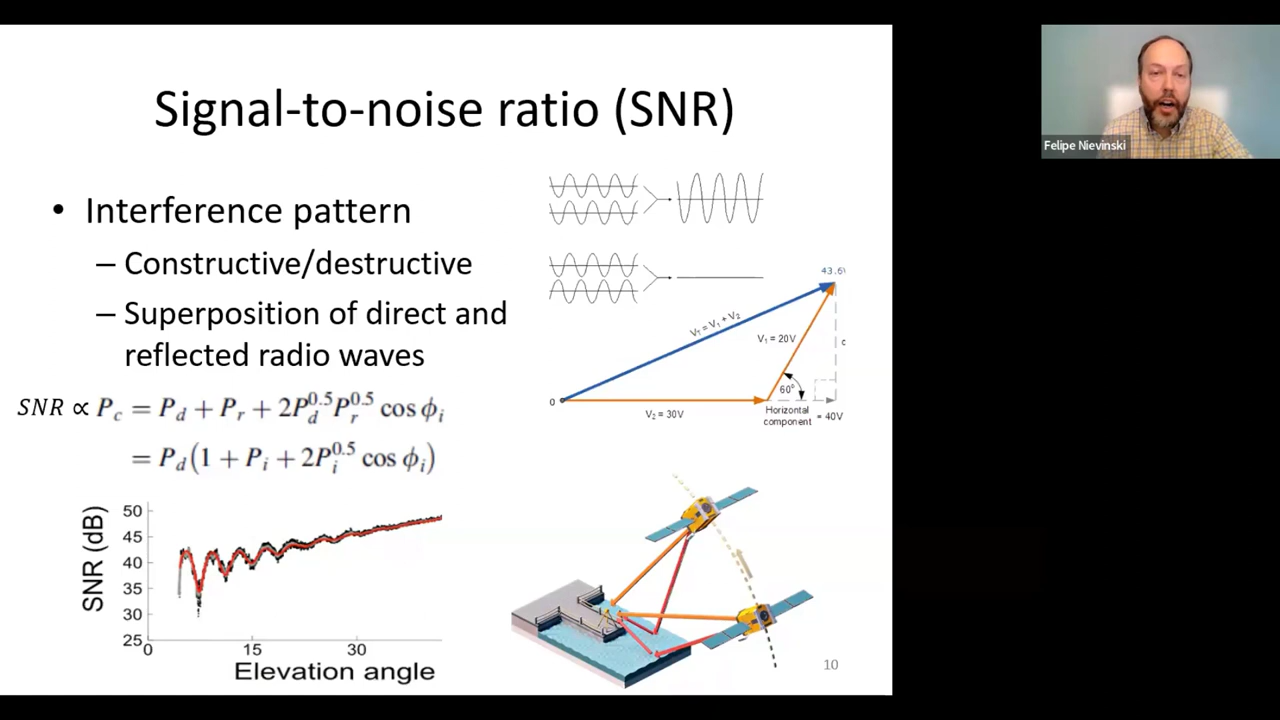 Signal-to-noise ratio (SNR)
• Interference pattern
– Constructive/destructive
– Superposition of direct and
reflected radio waves
SNR ∝ P_c = P_d + P_r + 2P_d^0.5 P_r^0.5 cos ϕ_i
= P_d(1 + P_i + 2P_i^0.5 cos ϕ_i)
SNR (dB)
50
45
40
35
30
25
0
15
30
Elevation angle
43.6
V_T = V_1 + V_2
V_1 = 20V
60°
0
V_2 = 30V
Horizontal
component
= 40V
10
Felipe Nievinski